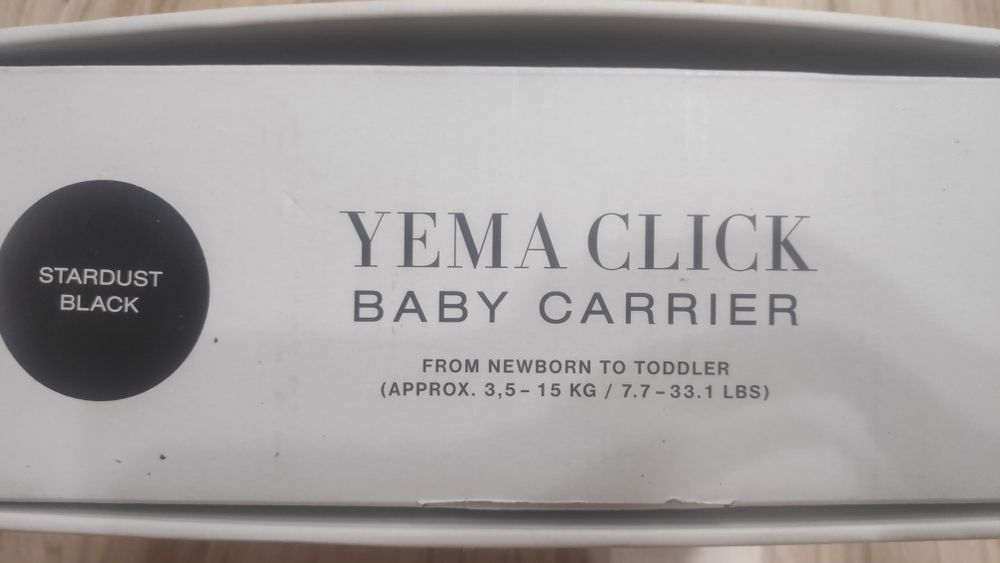 STARDUST
BLACK
YEMA CLICK
BABY CARRIER
FROM NEWBORN TO TODDLER
(APPROX. 3,5 – 15 KG / 7.7 – 33.1 LBS)